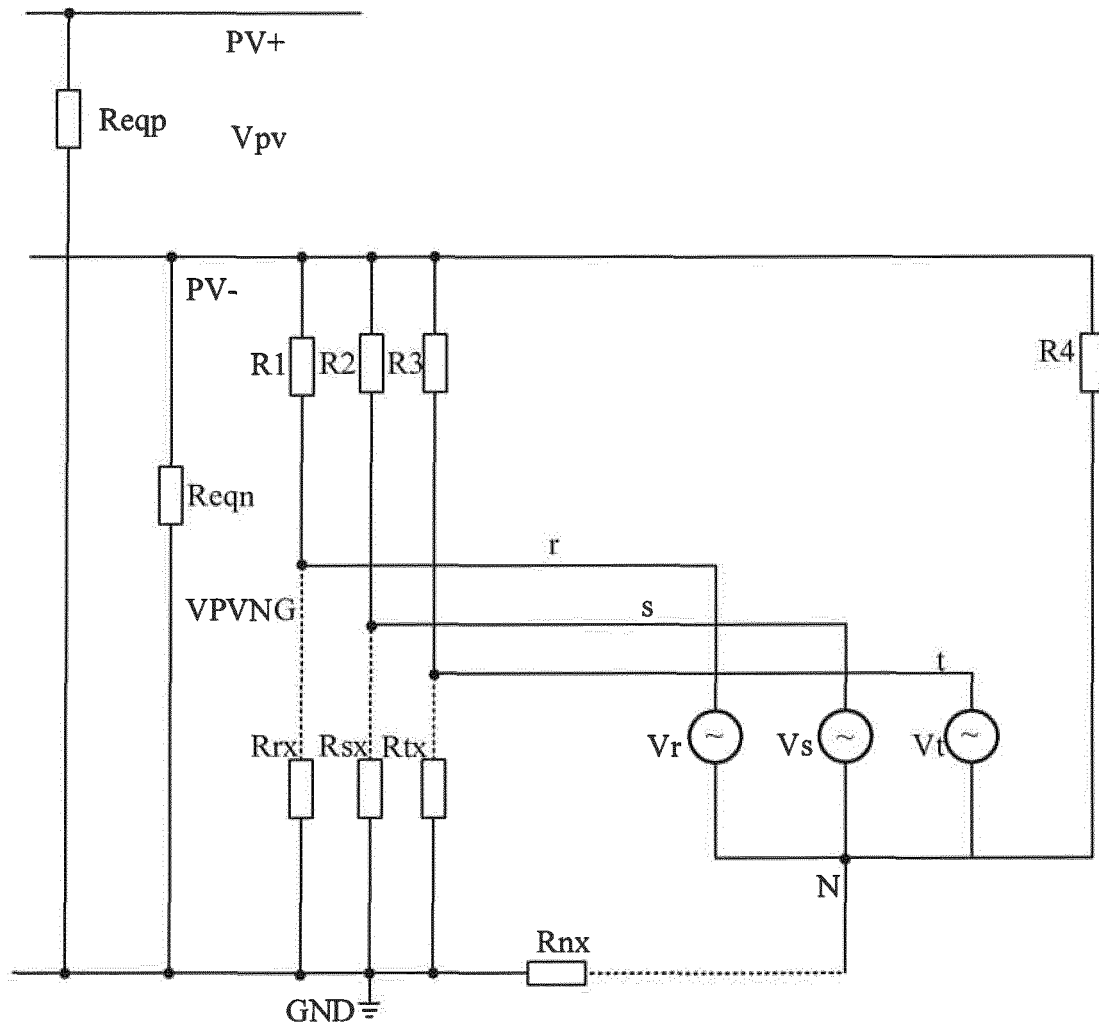 PV+
Reqp
Vpv
PV-
R1
R2
R3
R4
Reqn
r
VPVNG
s
t
Rrx
Rsx
Rtx
Vr
~
Vs
~
Vt
~
N
Rnx
GND